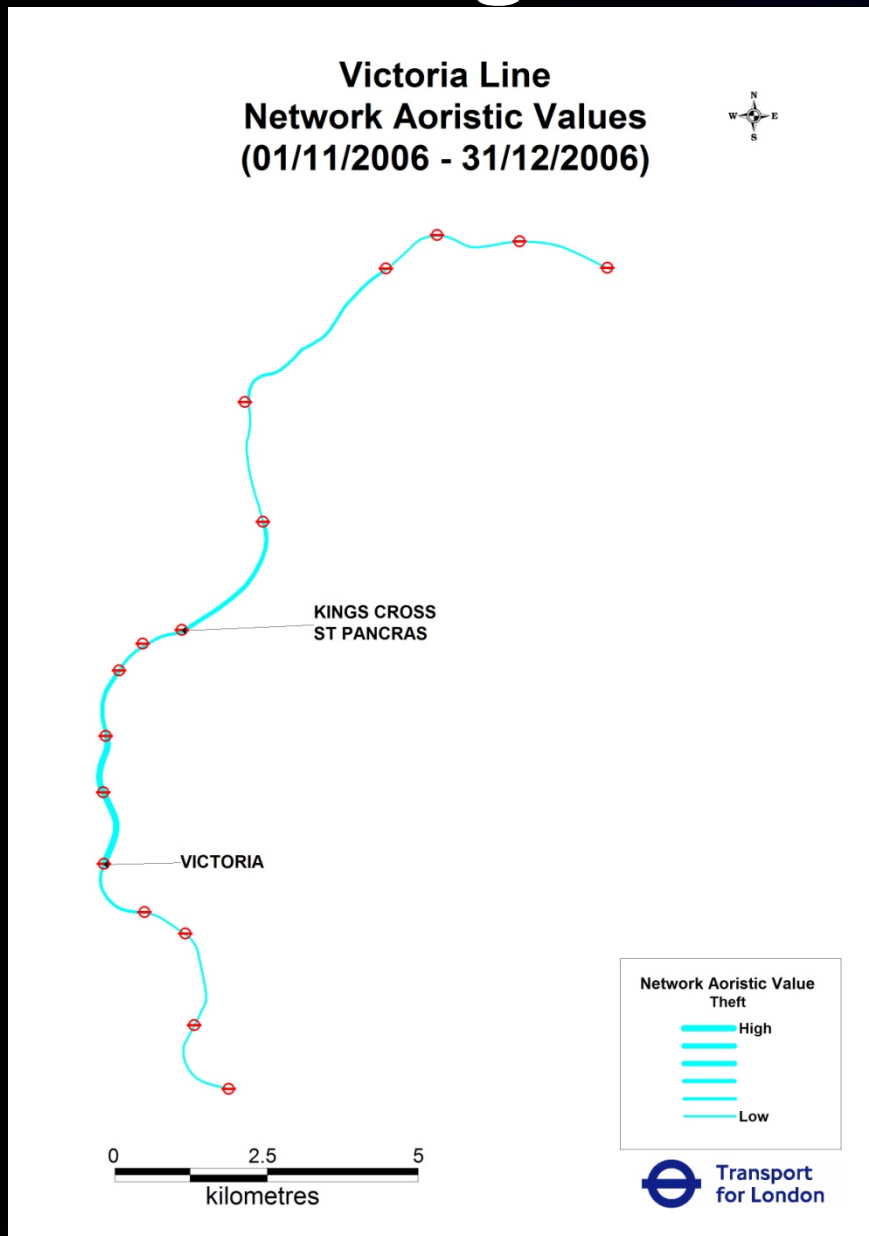 Victoria Line
Network Aoristic Values
(01/11/2006 - 31/12/2006)
N
W E
S
KINGS CROSS
ST PANCRAS
VICTORIA
Network Aoristic Value
Theft
High
Low
0 2.5 5
kilometres
Transport
for London